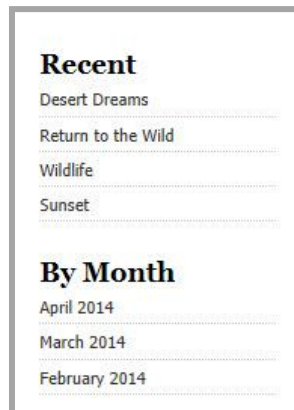 Recent
Desert Dreams
Return to the Wild
Wildlife
Sunset
By Month
April 2014
March 2014
February 2014